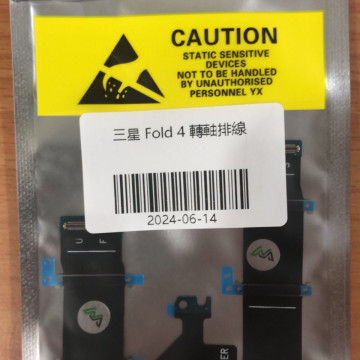 CAUTION
STATIC SENSITIVE
DEVICES
NOT TO BE HANDLED
BY UNAUTHORISED
PERSONNEL YX
三星 Fold 4 轉軸排線
2024-06-14
U
F